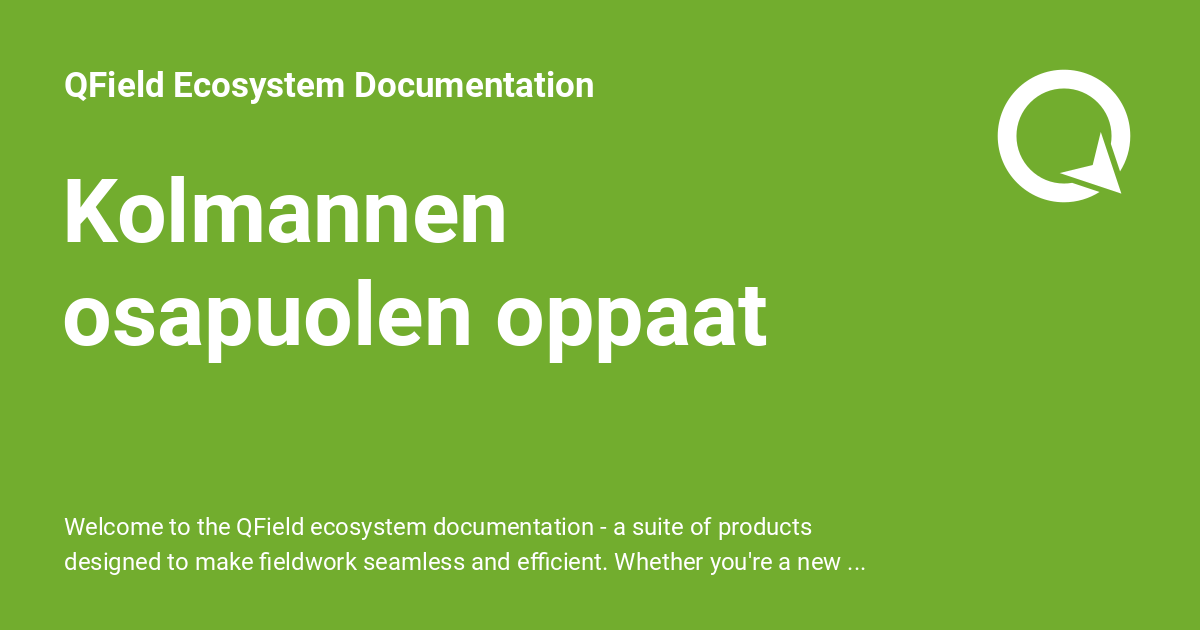 QField Ecosystem Documentation
Kolmannen
osapuolen oppaat
Welcome to the QField ecosystem documentation - a suite of products
designed to make fieldwork seamless and efficient. Whether you're a new ...